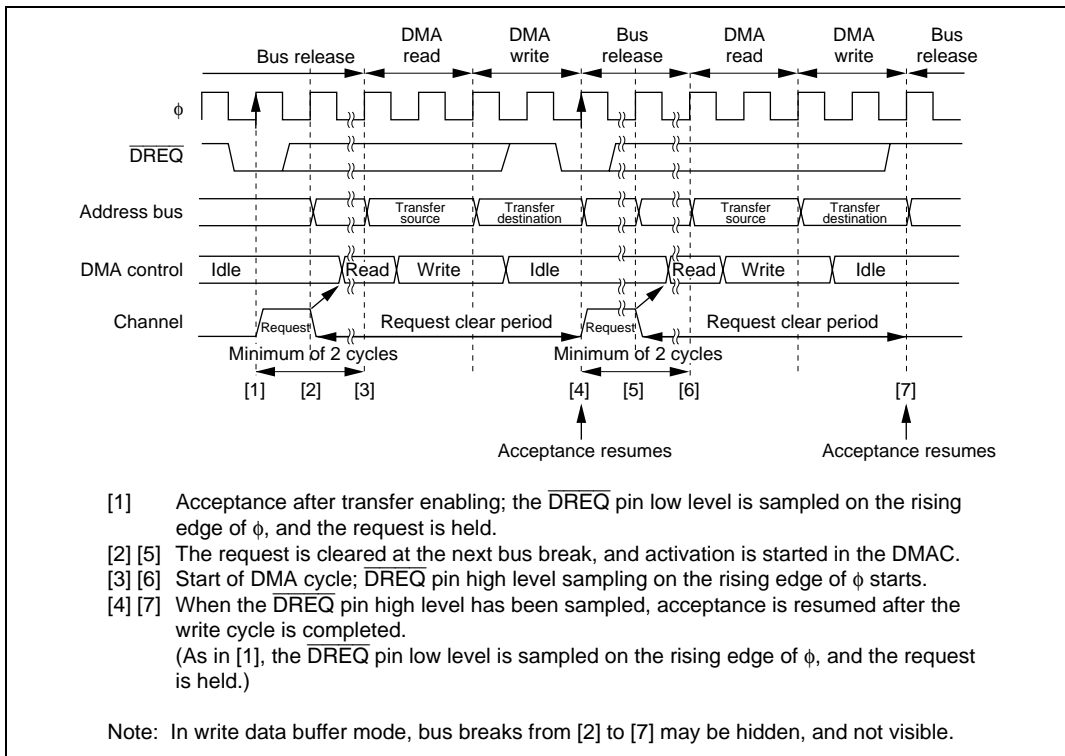 Bus release DMA read DMA write Bus release DMA read DMA write Bus release
ϕ
DREQ
Address bus Transfer source Transfer destination Transfer source Transfer destination
DMA control Idle Read Write Idle Read Write Idle
Channel Request Request clear period Request Request clear period
Minimum of 2 cycles Minimum of 2 cycles
[1] [2] [3] [4] [5] [6] [7]
Acceptance resumes Acceptance resumes
[1] Acceptance after transfer enabling; the DREQ pin low level is sampled on the rising
edge of ϕ, and the request is held.
[2] [5] The request is cleared at the next bus break, and activation is started in the DMAC.
[3] [6] Start of DMA cycle; DREQ pin high level sampling on the rising edge of ϕ starts.
[4] [7] When the DREQ pin high level has been sampled, acceptance is resumed after the
write cycle is completed.
(As in [1], the DREQ pin low level is sampled on the rising edge of ϕ, and the request
is held.)
Note: In write data buffer mode, bus breaks from [2] to [7] may be hidden, and not visible.